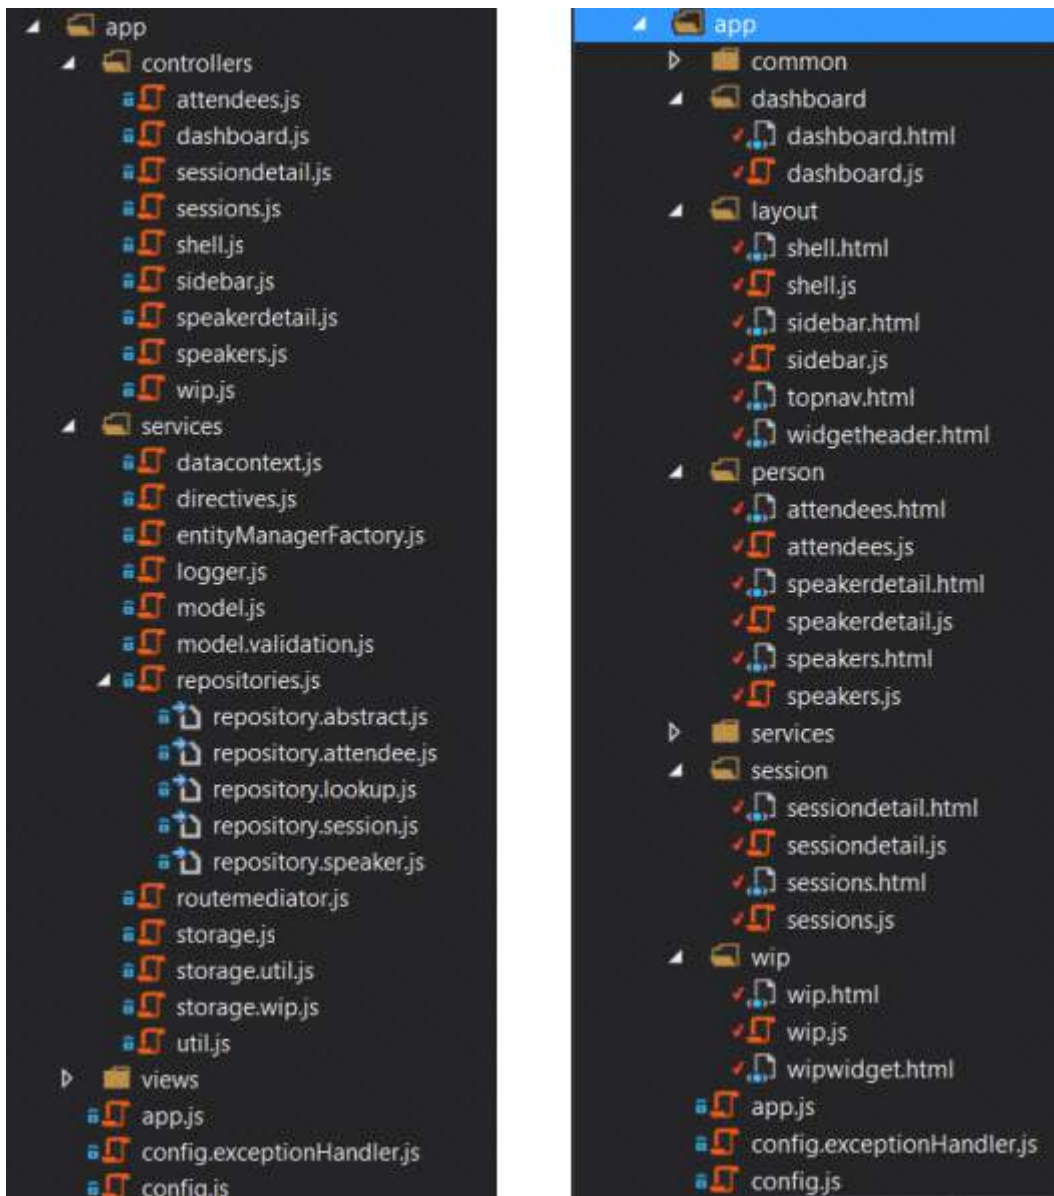 app
controllers
attendees.js
dashboard.js
sessiondetail.js
sessions.js
shell.js
sidebar.js
speakerdetail.js
speakers.js
wip.js
services
datacontext.js
directives.js
entityManagerFactory.js
logger.js
model.js
model.validation.js
repositories.js
repository.abstract.js
repository.attendee.js
repository.lookup.js
repository.session.js
repository.speaker.js
routemediator.js
storage.js
storage.util.js
storage.wip.js
util.js
views
app.js
config.exceptionHandler.js
config.js
app
common
dashboard
dashboard.html
dashboard.js
layout
shell.html
shell.js
sidebar.html
sidebar.js
topnav.html
widgetheader.html
person
attendees.html
attendees.js
speakerdetail.html
speakerdetail.js
speakers.html
speakers.js
services
session
sessiondetail.html
sessiondetail.js
sessions.html
sessions.js
wip
wip.html
wip.js
wipwidget.html
app.js
config.exceptionHandler.js
config.js